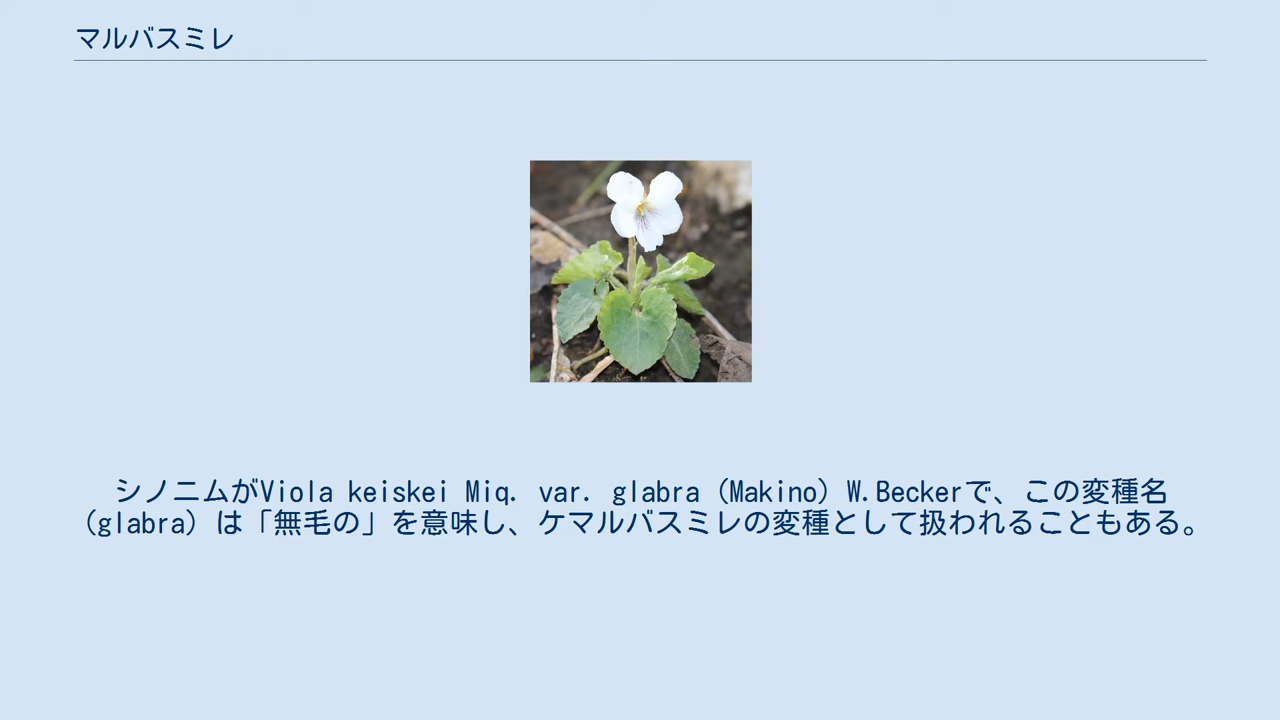 マルバスミレ
シノニムがViola keiskei Miq. var. glabra (Makino) W.Beckerで、この変種名
(glabra) は「無毛の」を意味し、ケマルバスミレの変種として扱われることもある。